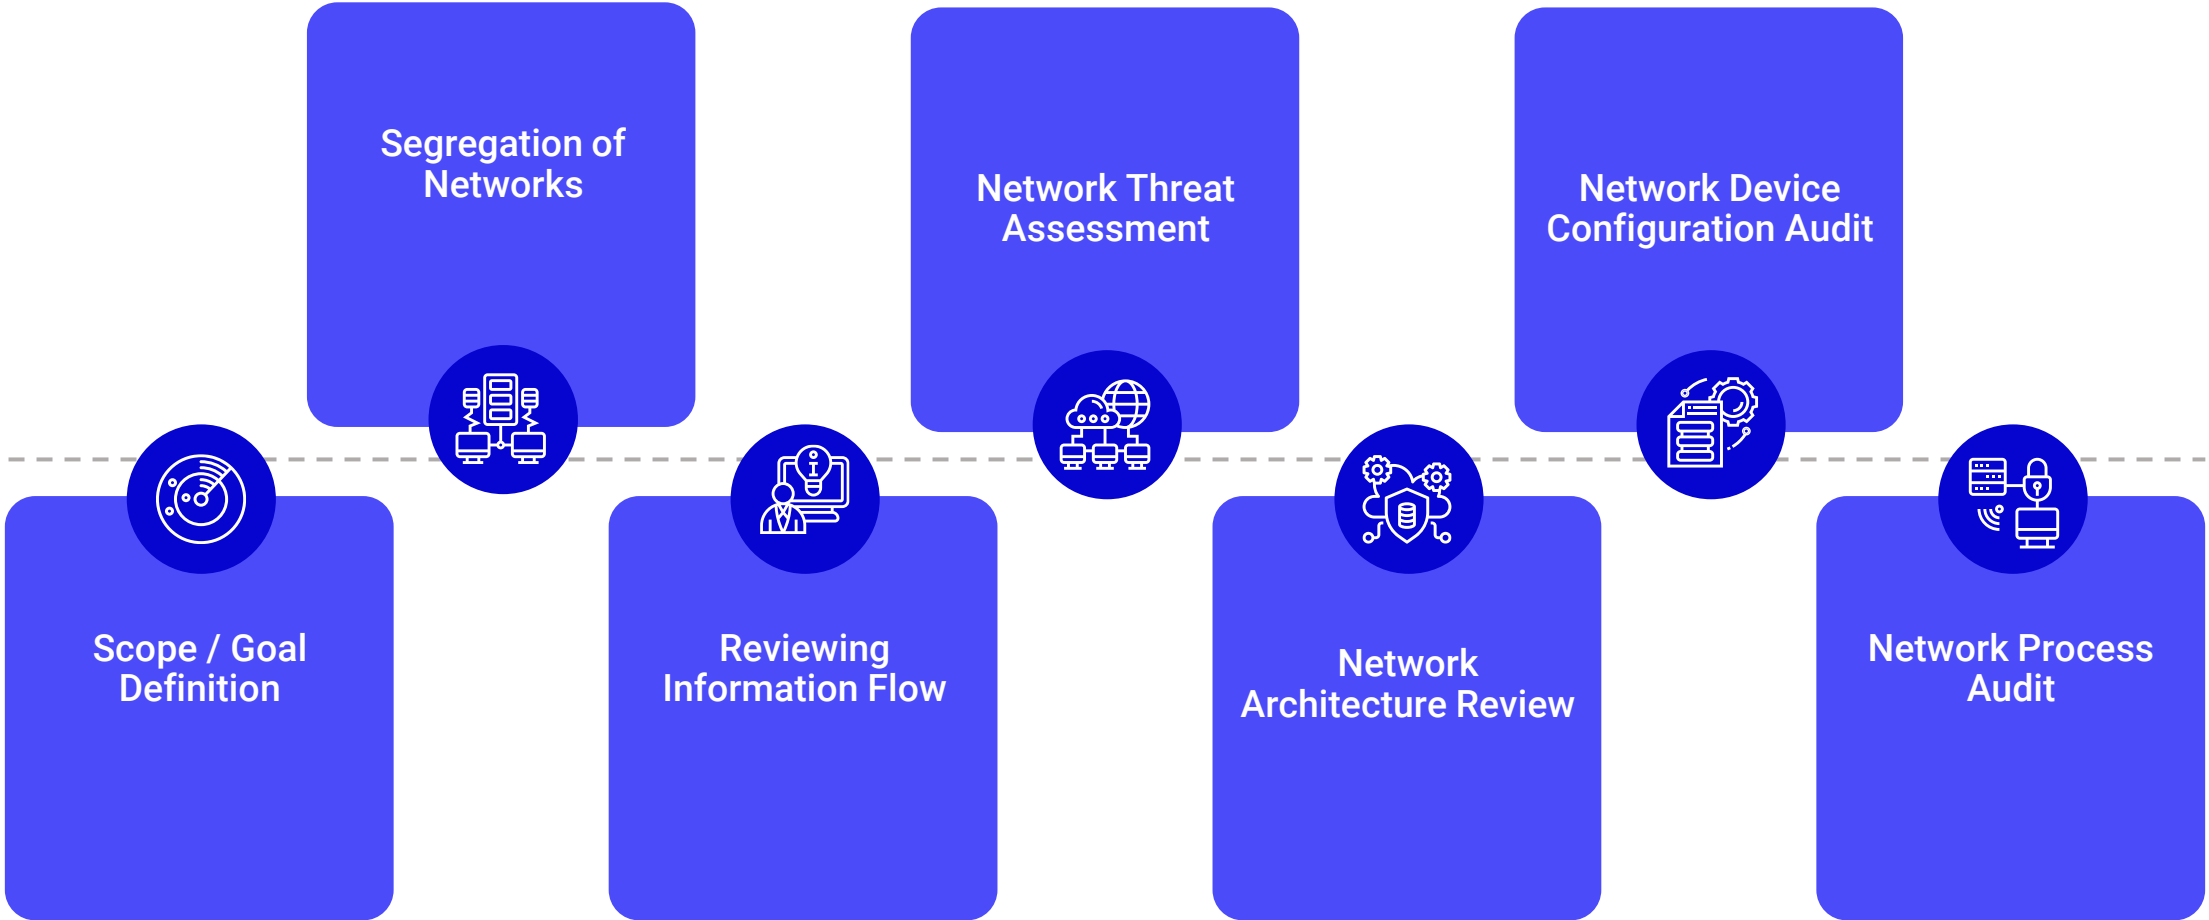 Scope / Goal
Definition
Segregation of
Networks
Reviewing
Information Flow
Network Threat
Assessment
Network
Architecture Review
Network Device
Configuration Audit
Network Process
Audit